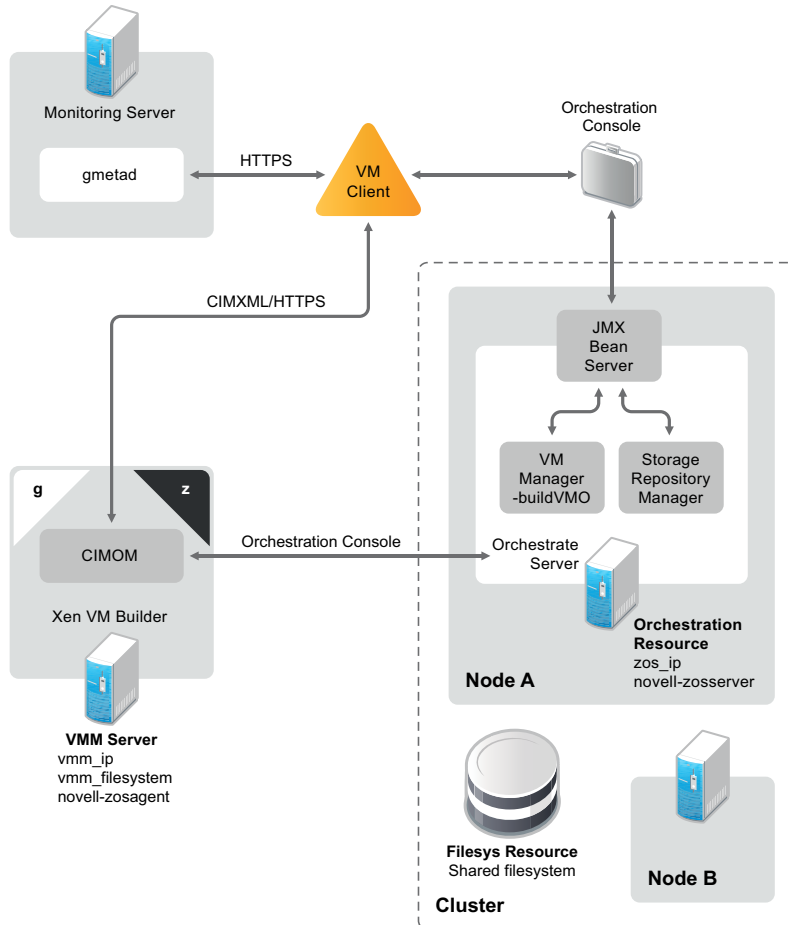 Monitoring Server
gmetad
HTTPS
VM
Client
Orchestration
Console
CIMXML/HTTPS
JMX
Bean
Server
VM
Manager
-buildVMO
Storage
Repository
Manager
g
z
CIMOM
Orchestration Console
Orchestrate
Server
Xen VM Builder
Orchestration
Resource
zos_ip
novell-zosserver
Node A
VMM Server
vmm_ip
vmm_filesystem
novell-zosagent
Filesys Resource
Shared filesystem
Node B
Cluster